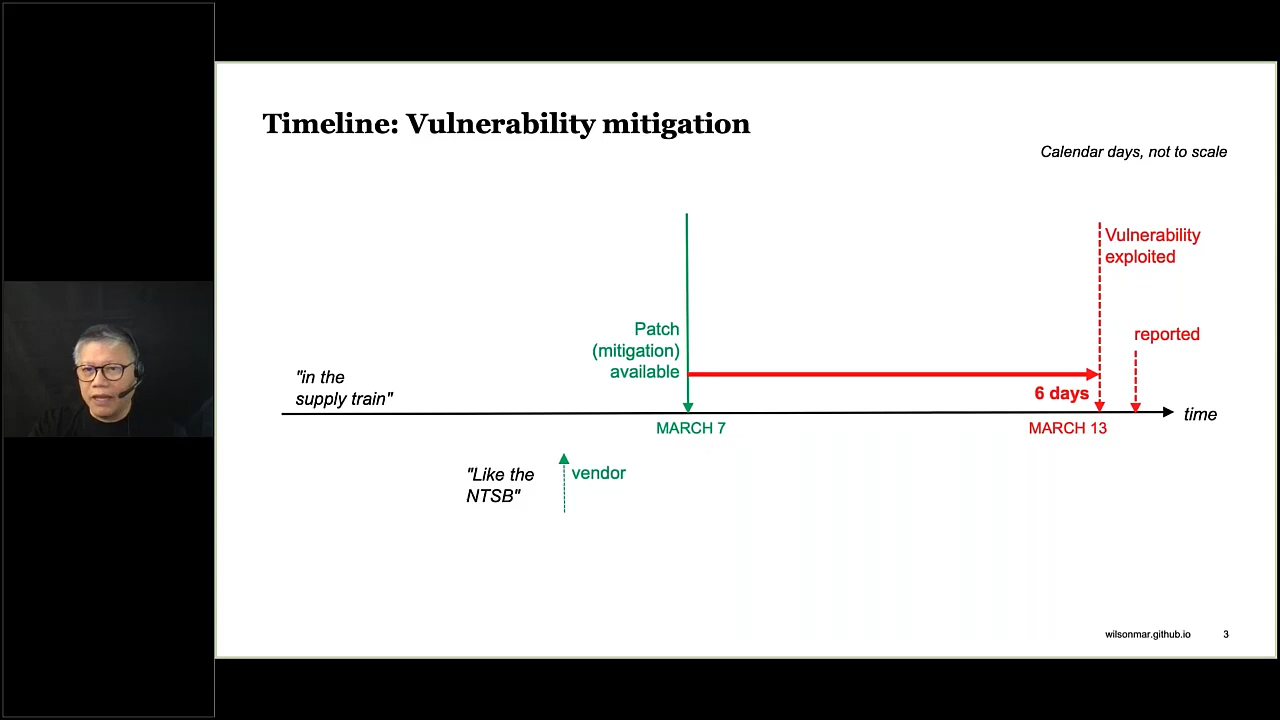 Timeline: Vulnerability mitigation
Calendar days, not to scale
Vulnerability
exploited
Patch
(mitigation)
available
reported
"in the
supply train"
6 days
time
MARCH 7
MARCH 13
"Like the
NTSB"
vendor
wilsonmar.github.io
3